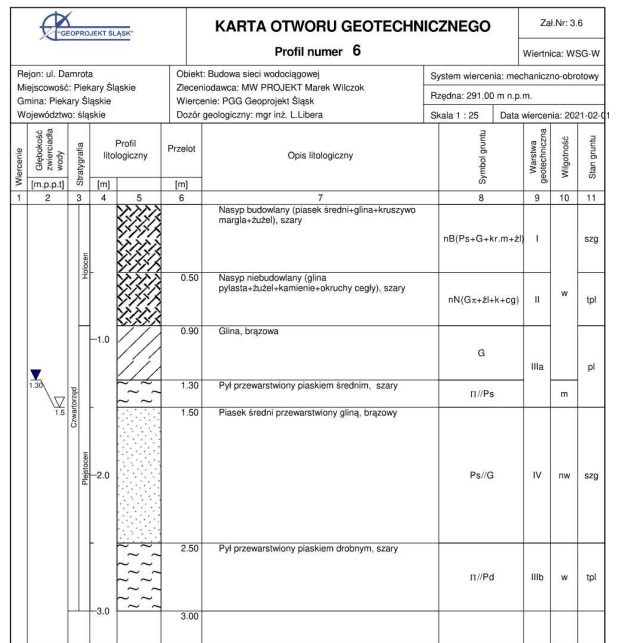 "GEOPROJEKT ŚLĄSK"
KARTA OTWORU GEOTECHNICZNEGO
Profil numer 6
Zał.Nr: 3.6
Wiertnica: WSG-W
Rejon: ul. Damrota
Miejscowość: Piekary Śląskie
Gmina: Piekary Śląskie
Województwo: śląskie
Obiekt: Budowa sieci wodociągowej
Zleceniodawca: MW PROJEKT Marek Wilczok
Wiercenie: PGG Geoprojekt Śląsk
Dozór geologiczny: mgr inż. L.Libera
System wiercenia: mechaniczno-obrotowy
Rzędna: 291.00 m n.p.m.
Skala 1 : 25 Data wiercenia: 2021-02-01
Wiercenie
Głębokość
zwierciadła
wody
[m.p.p.t]
Stratygrafia
Profil
litologiczny
[m]
Przelot
[m]
Opis litologiczny
Symbol gruntu
Warstwa
geotechniczna
Wilgotność
Stan gruntu
1 2 3 4 5 6 7 8 9 10 11
Nasyp budowlany (piasek średni+glina+kruszywo
margla+żużel), szary
nB(Ps+G+kr.m+żl) I szg
Holocen
0.50 Nasyp niebudowlany (glina
pylasta+żużel+kamienie+okruchy cegły), szary
nN(Gπ+żl+k+cg) II w tpl
0.90 Glina, brązowa
1.0
G IIIa pl
1.30
1.30 Pył przewarstwiony piaskiem średnim, szary
Π//Ps m
1.5
Czwartorzęd
1.50 Piasek średni przewarstwiony gliną, brązowy
Plejstocen
2.0
Ps//G IV nw szg
2.50 Pył przewarstwiony piaskiem drobnym, szary
Π//Pd IIIb w tpl
3.0
3.00